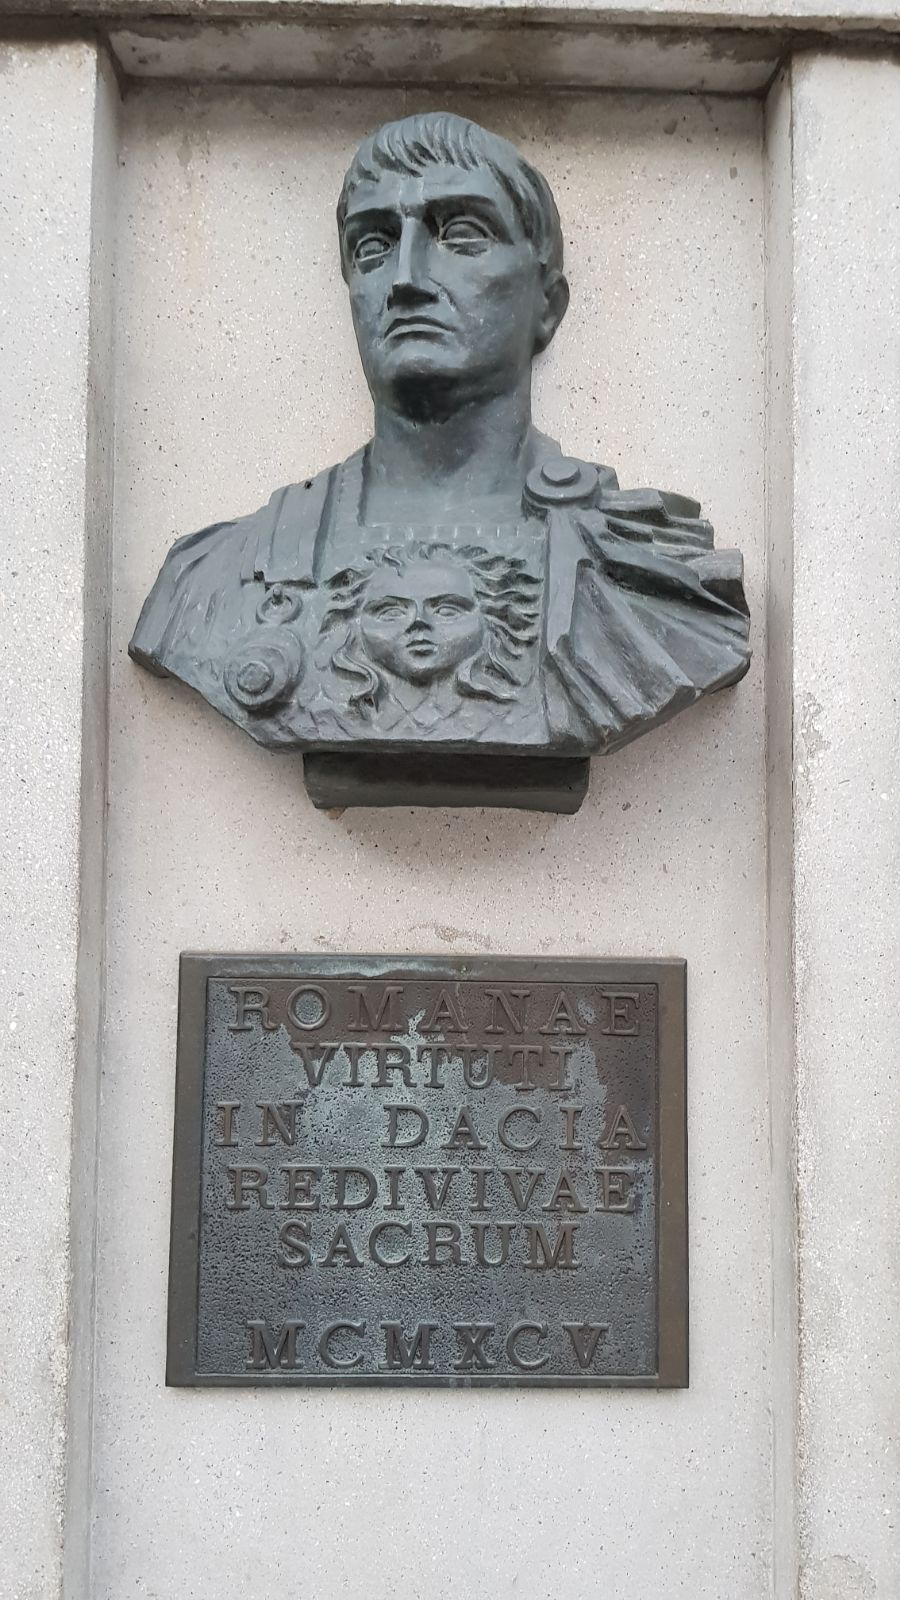 ROMANAE
VIRTUTI
IN DACIA
REDIVIVAE
SACRUM
MCMXCV